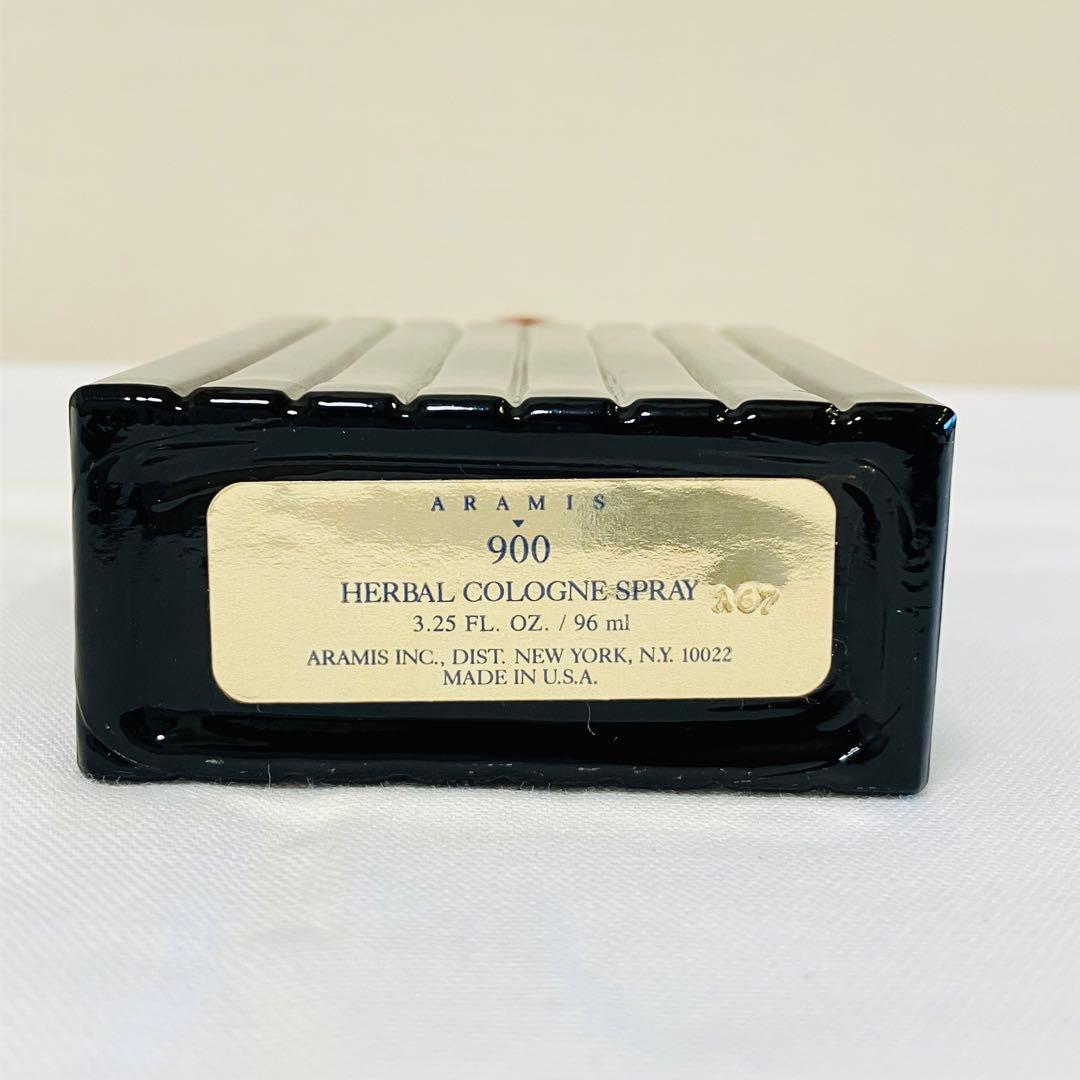 ARAMIS
900
HERBAL COLOGNE SPRAY A67
3.25 FL. OZ. / 96 ml
ARAMIS INC., DIST. NEW YORK, N.Y. 10022
MADE IN U.S.A.